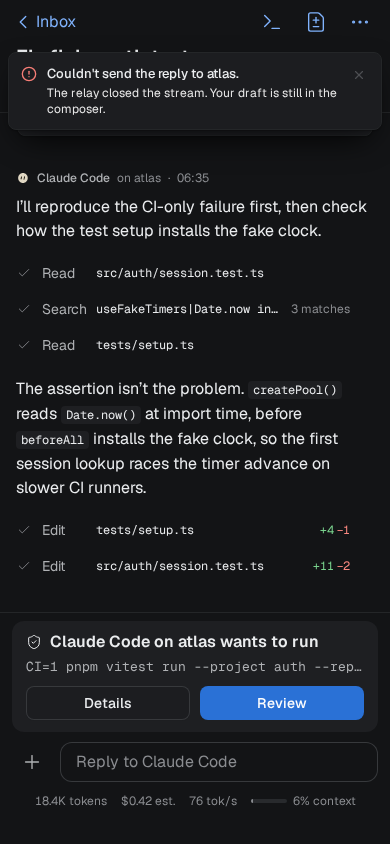 Inbox
Couldn't send the reply to atlas.
The relay closed the stream. Your draft is still in the
composer.
Claude Code on atlas · 06:35
I'll reproduce the CI-only failure first, then check
how the test setup installs the fake clock.
Read src/auth/session.test.ts
Search useFakeTimers|Date.now in… 3 matches
Read tests/setup.ts
The assertion isn't the problem. createPool()
reads Date.now() at import time, before
beforeAll installs the fake clock, so the first
session lookup races the timer advance on
slower CI runners.
Edit tests/setup.ts +4 −1
Edit src/auth/session.test.ts +11 −2
Claude Code on atlas wants to run
CI=1 pnpm vitest run --project auth --rep…
Details Review
Reply to Claude Code
18.4K tokens $0.42 est. 76 tok/s 6% context